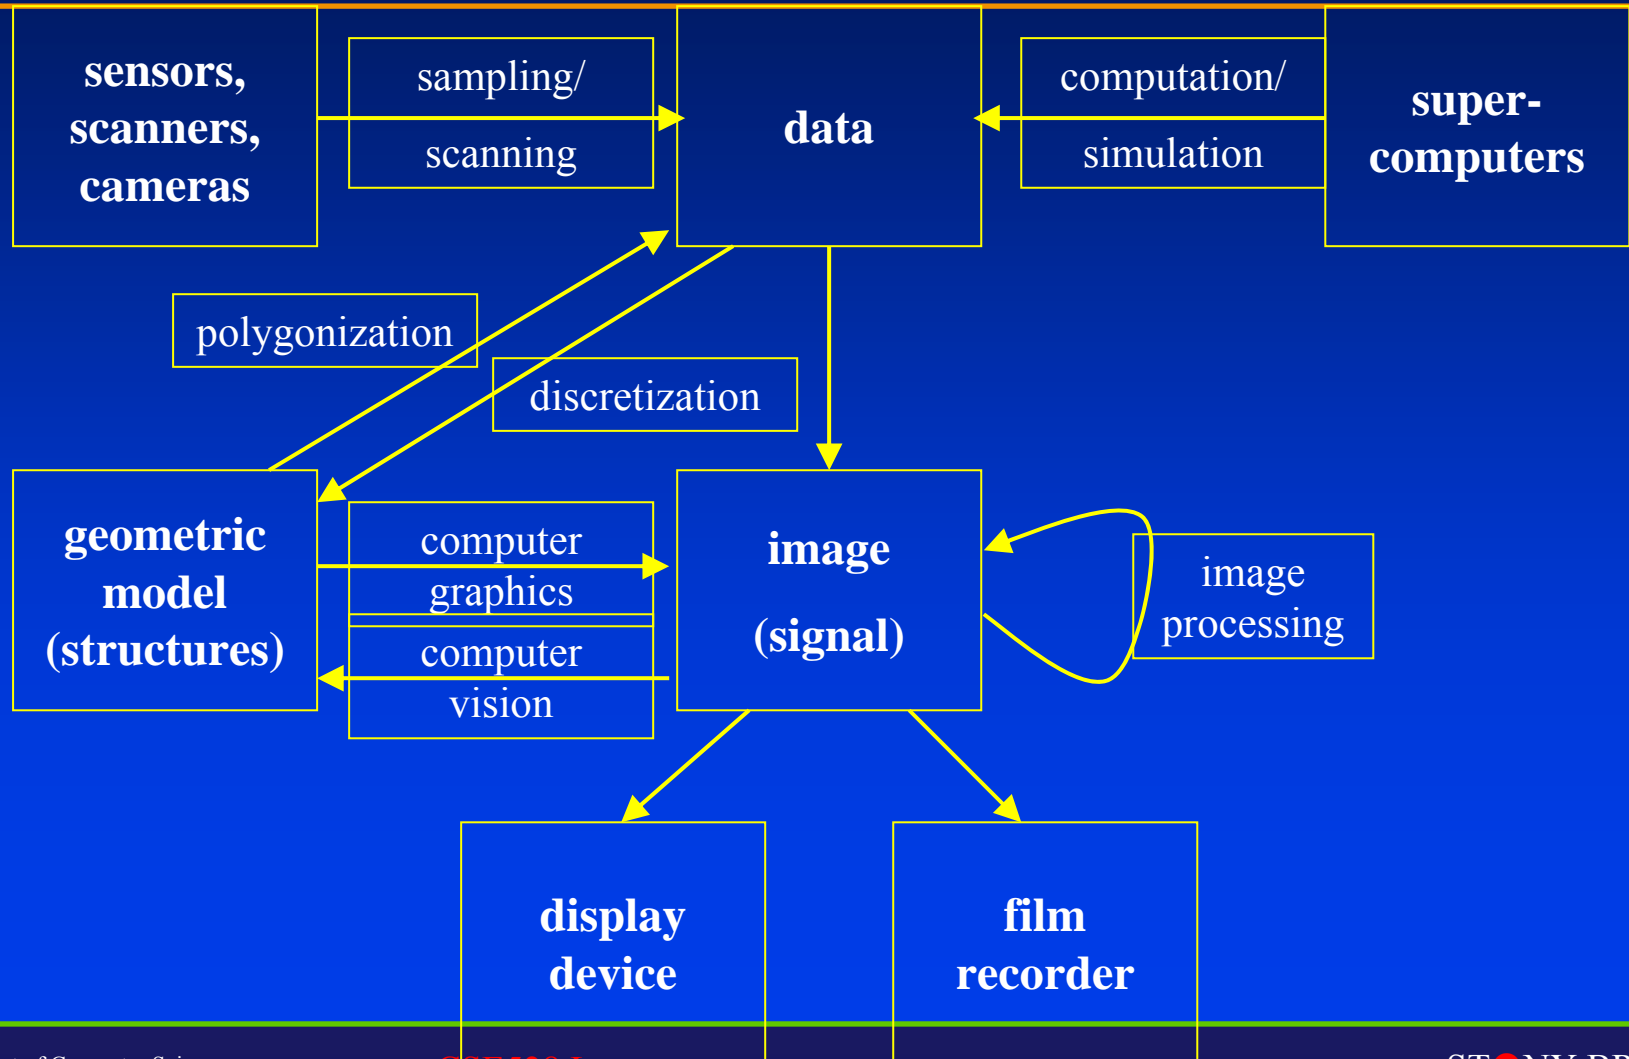 sensors,
scanners,
cameras
sampling/
scanning
data
computation/
simulation
super-
computers
polygonization
discretization
geometric
model
(structures)
computer
graphics
computer
vision
image
(signal)
image
processing
display
device
film
recorder